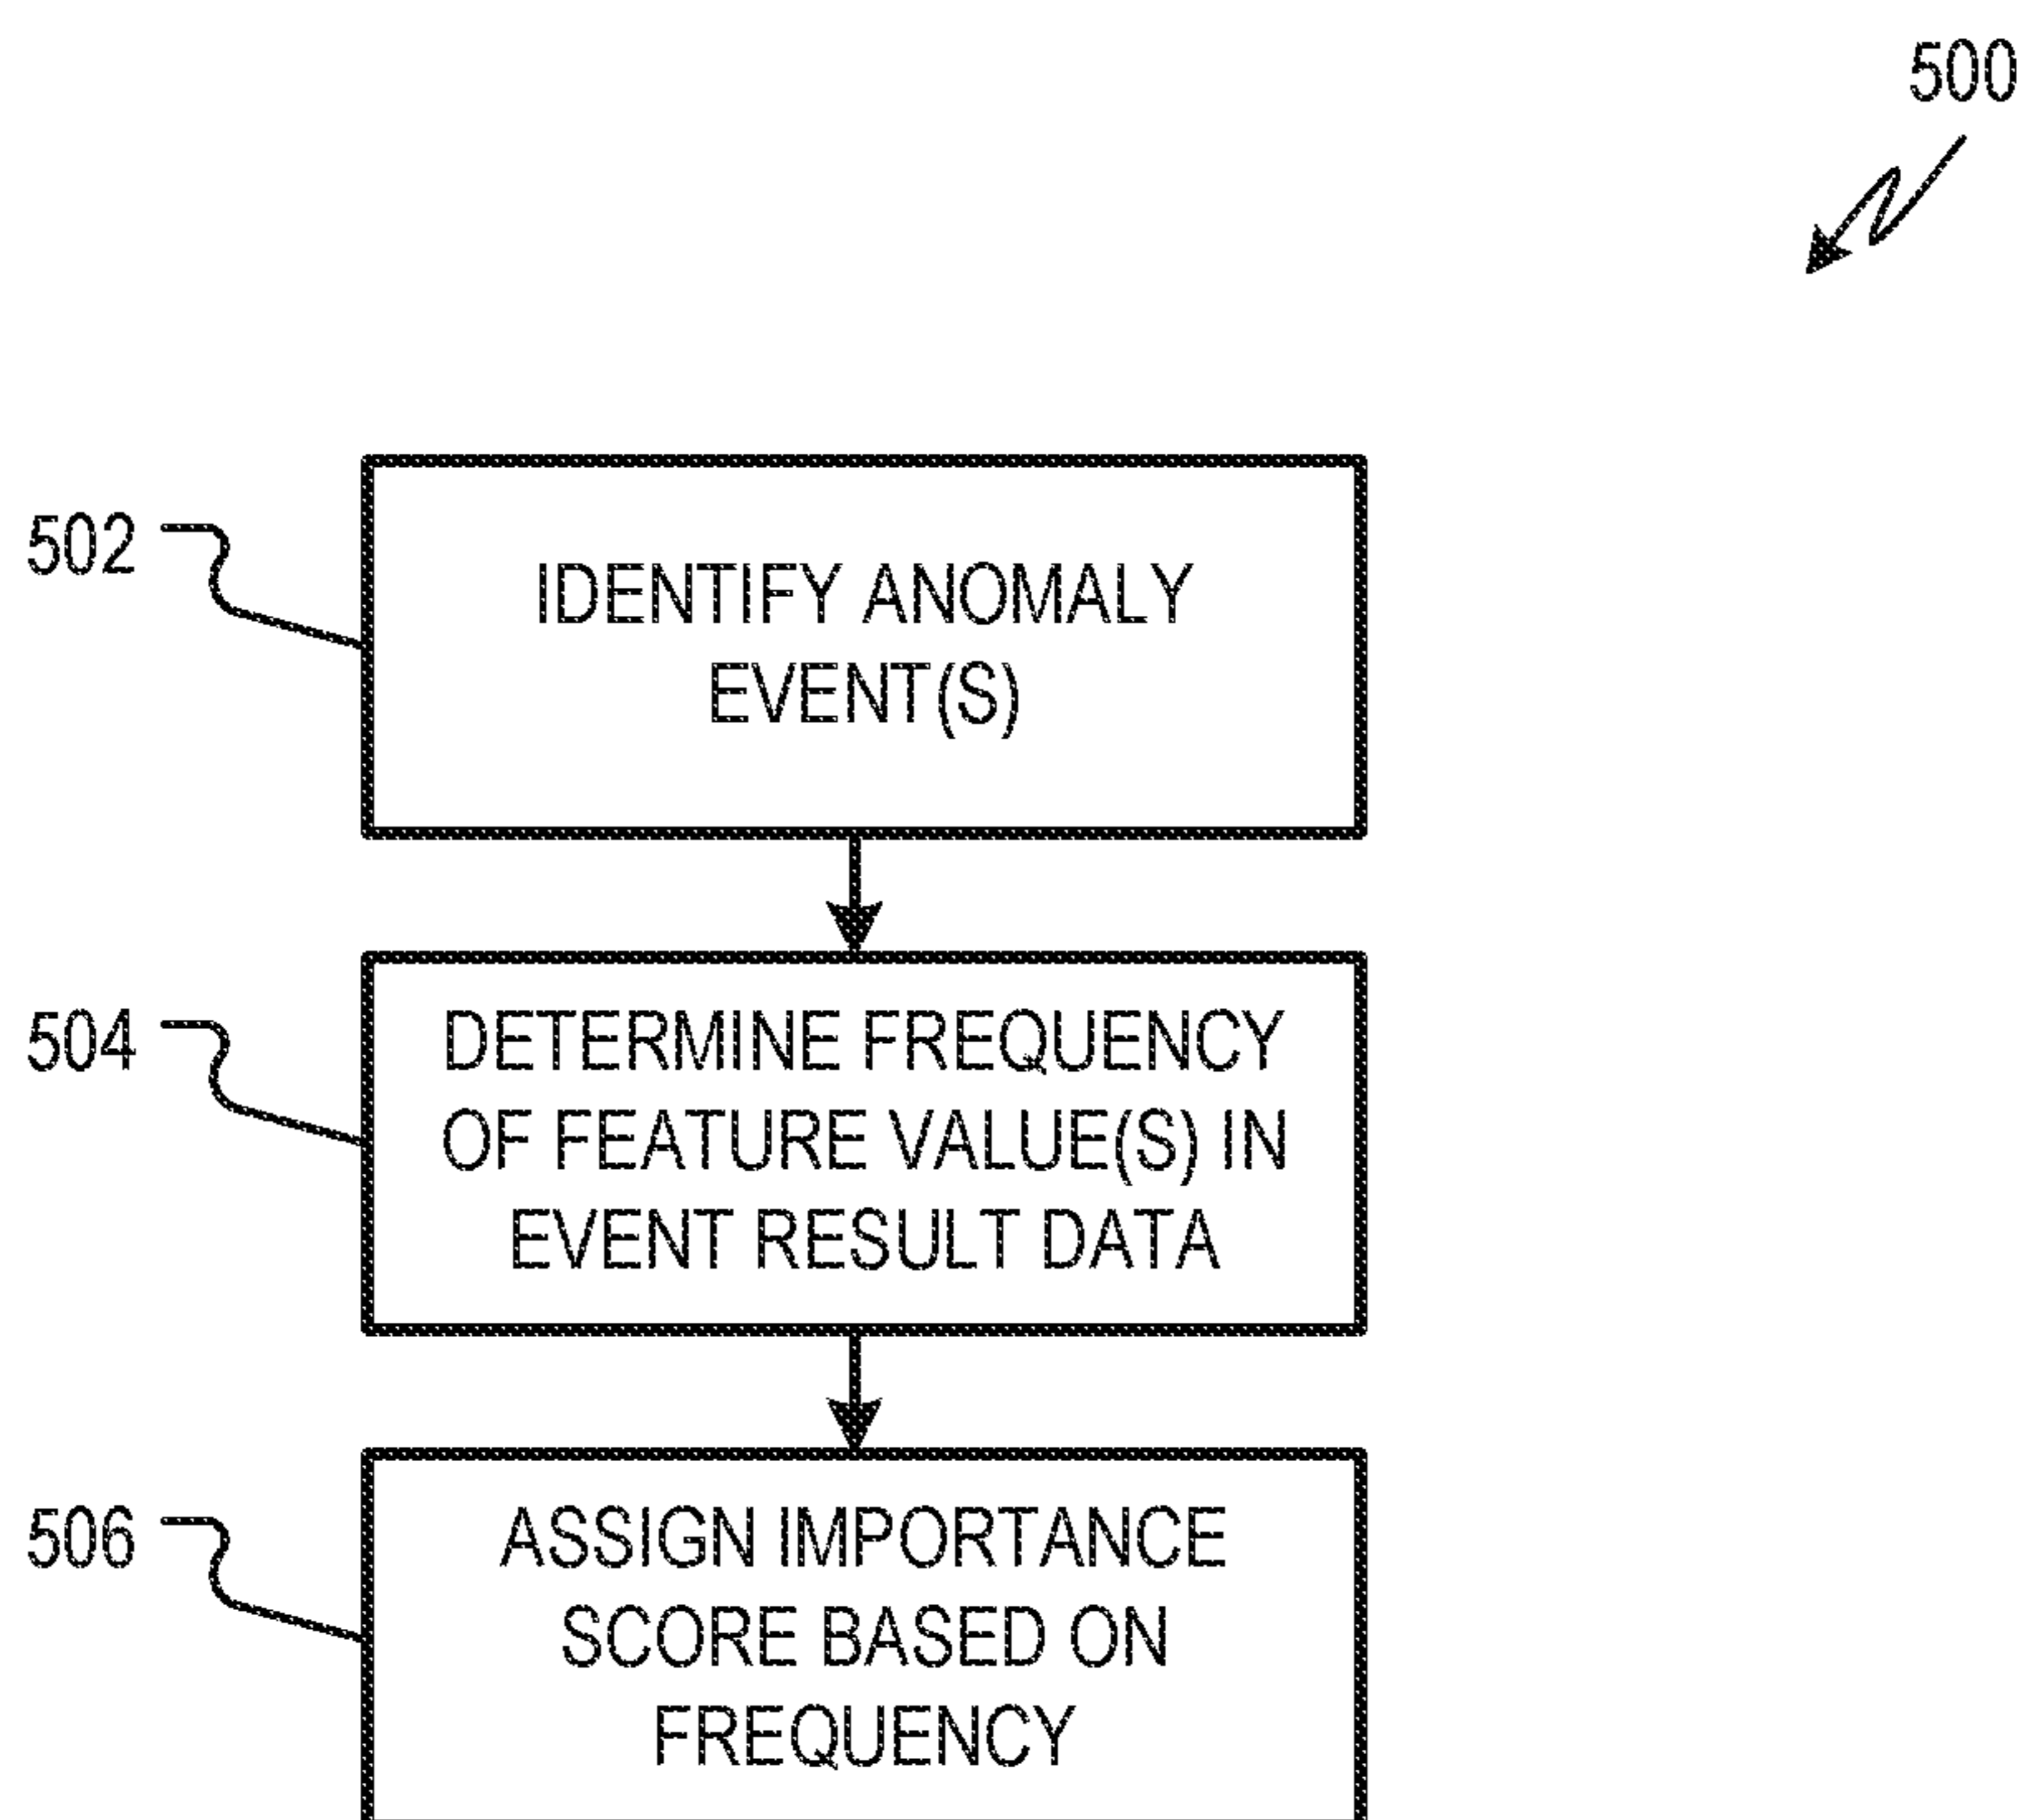 500
502
IDENTIFY ANOMALY
EVENT(S)
504
DETERMINE FREQUENCY
OF FEATURE VALUE(S) IN
EVENT RESULT DATA
506
ASSIGN IMPORTANCE
SCORE BASED ON
FREQUENCY